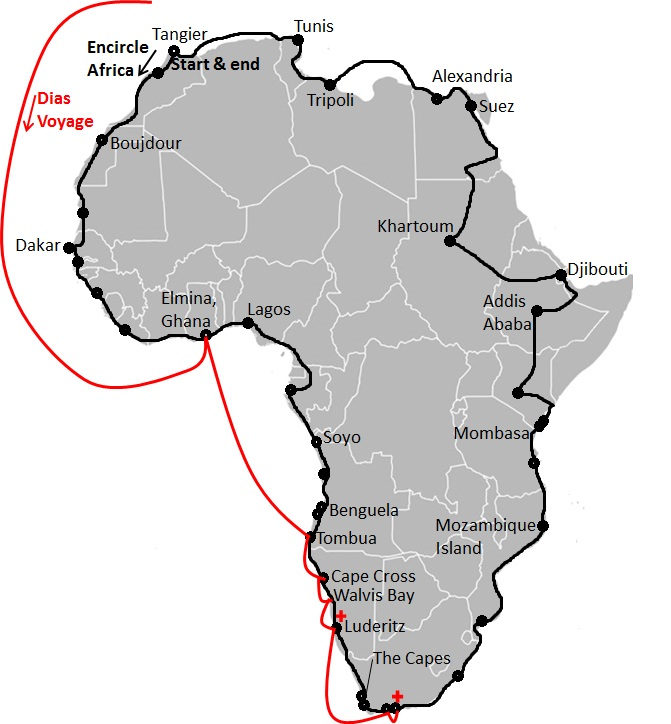 Tangier
Tunis
Encircle
Africa
Start & end
Alexandria
Tripoli
Suez
Dias
Voyage
Boujdour
Khartoum
Dakar
Djibouti
Elmina,
Ghana
Lagos
Addis
Ababa
Soyo
Mombasa
Benguela
Tombua
Mozambique
Island
Cape Cross
Walvis Bay
Luderitz
The Capes